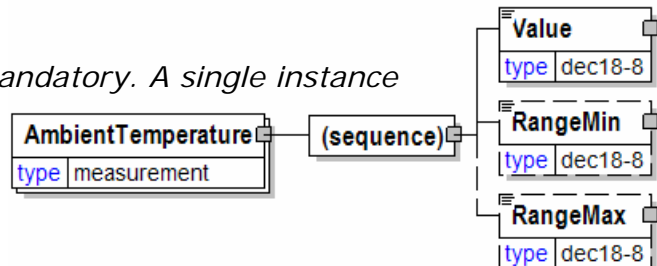 Value
type dec18-8
andatory. A single instance
RangeMin
AmbientTemperature (sequence)
type measurement
type dec18-8
RangeMax
type dec18-8